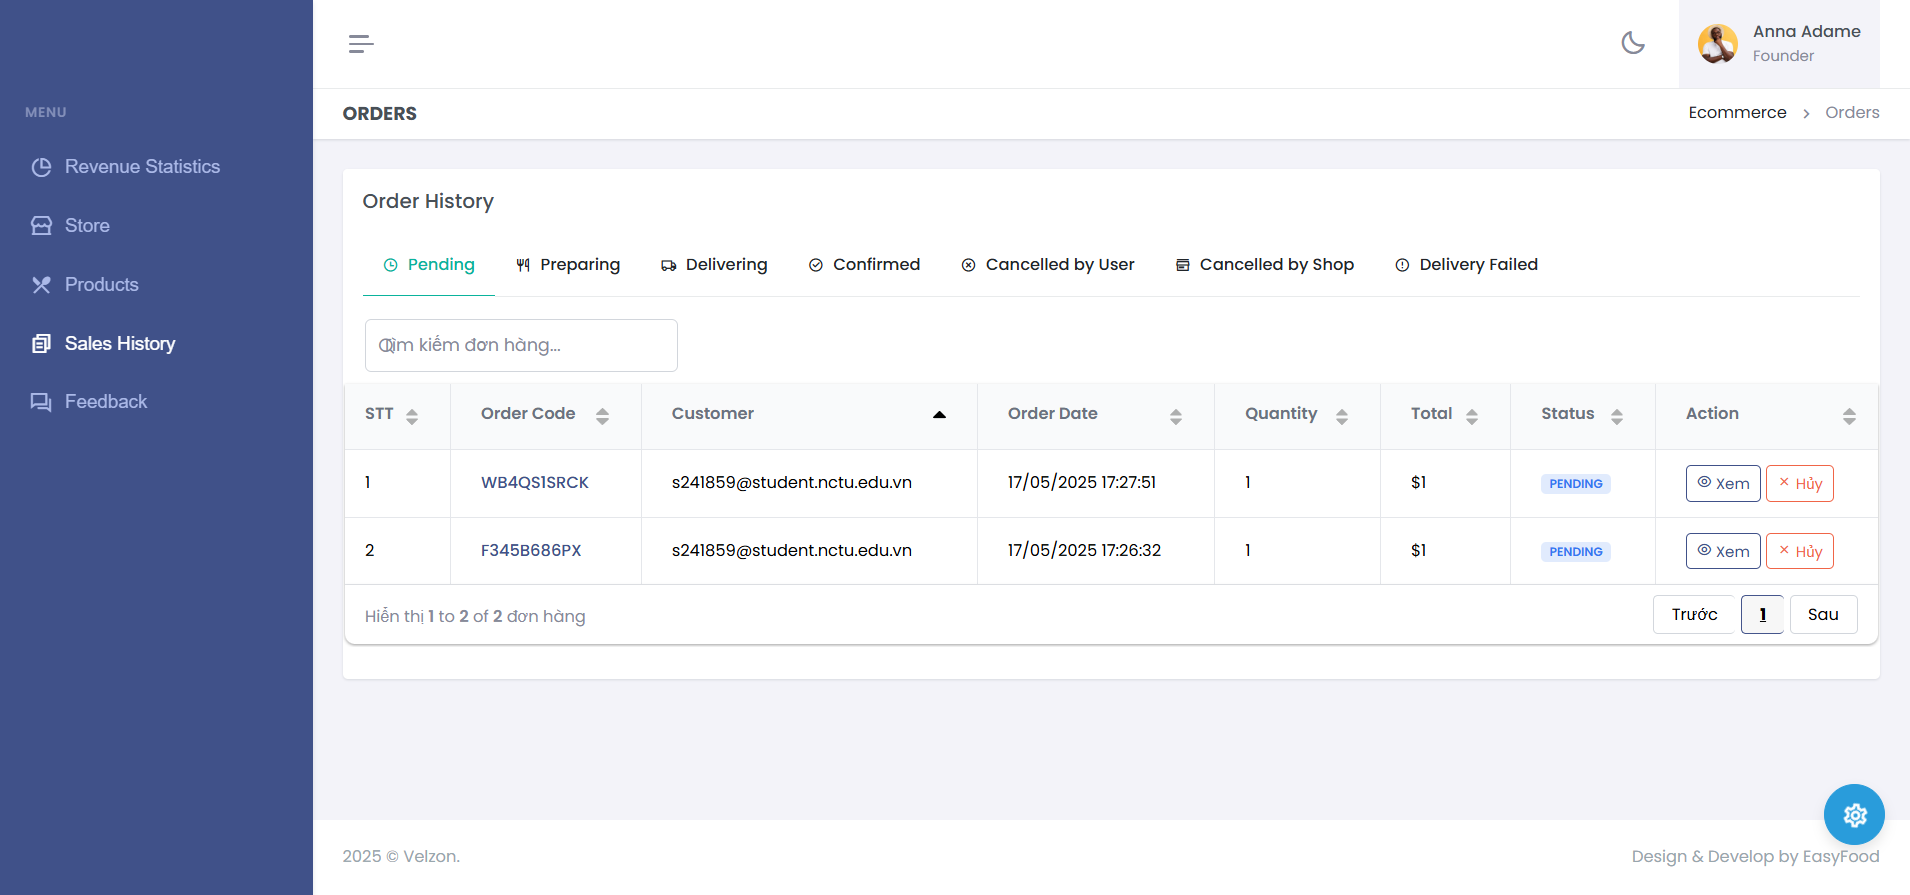 MENU
Revenue Statistics
Store
Products
Sales History
Feedback
Anna Adame
Founder
ORDERS
Ecommerce > Orders
Order History
Pending Preparing Delivering Confirmed Cancelled by User Cancelled by Shop Delivery Failed
Tìm kiếm đơn hàng...
STT Order Code Customer Order Date Quantity Total Status Action
1 WB4QS1SRCK s241859@student.nctu.edu.vn 17/05/2025 17:27:51 1 $1 PENDING Xem Hủy
2 F345B686PX s241859@student.nctu.edu.vn 17/05/2025 17:26:32 1 $1 PENDING Xem Hủy
Hiển thị 1 to 2 of 2 đơn hàng
Trước 1 Sau
2025 © Velzon.
Design & Develop by EasyFood